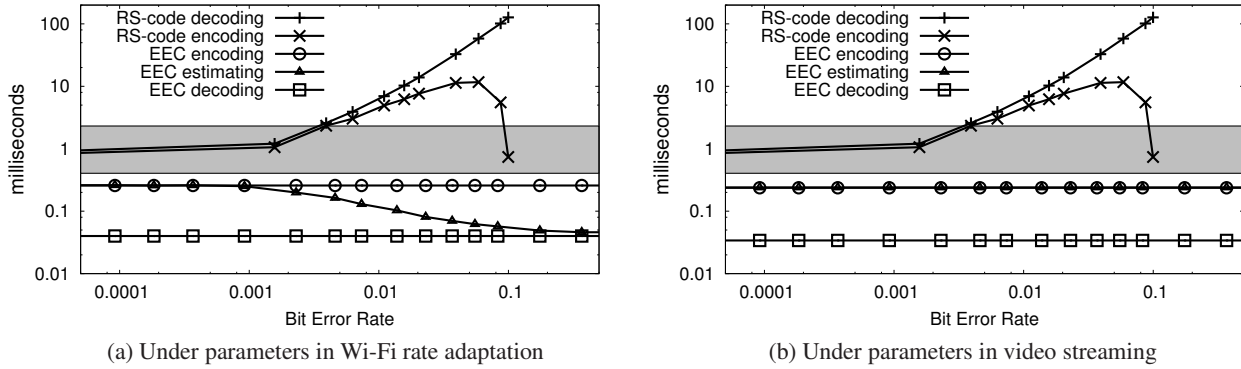 milliseconds
100
10
1
0.1
0.01
RS-code decoding
RS-code encoding
EEC encoding
EEC estimating
EEC decoding
0.0001
0.001
0.01
0.1
Bit Error Rate
(a) Under parameters in Wi-Fi rate adaptation
milliseconds
100
10
1
0.1
0.01
RS-code decoding
RS-code encoding
EEC encoding
EEC estimating
EEC decoding
0.0001
0.001
0.01
0.1
Bit Error Rate
(b) Under parameters in video streaming